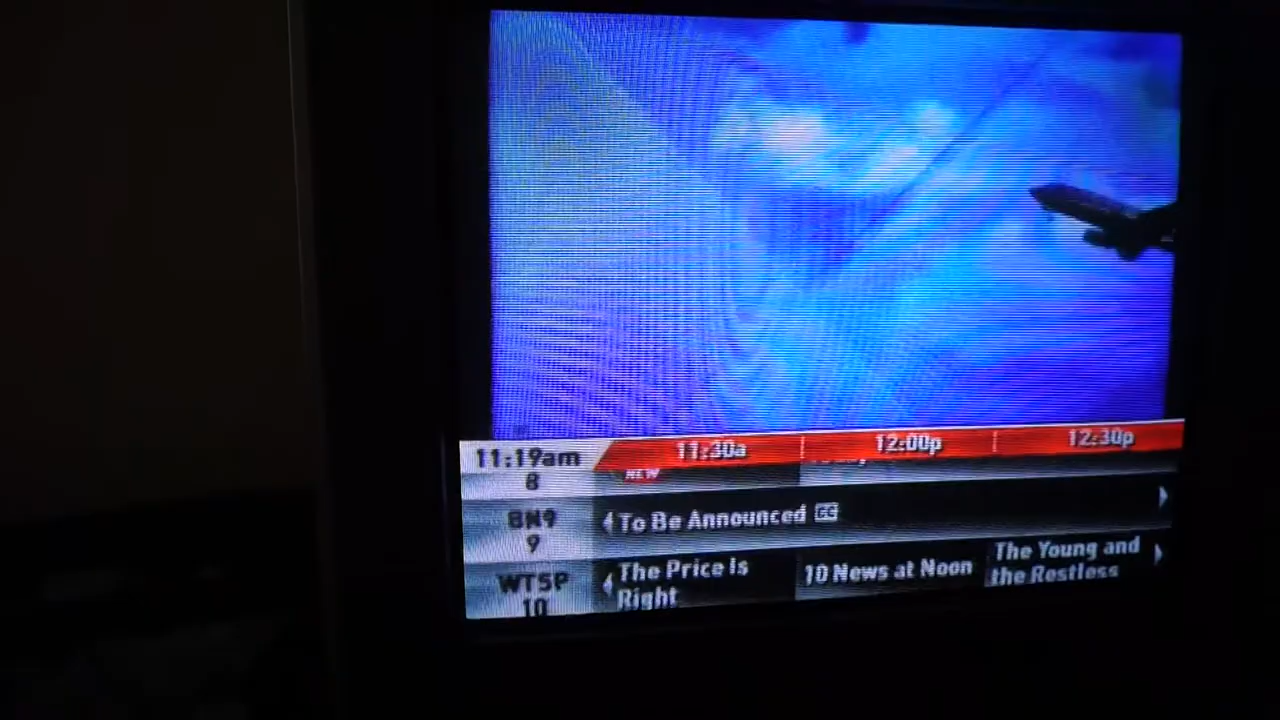 11:19am 11:30a 12:00p 12:30p
8 NEW
BN9 To Be Announced CC
9
WTSP The Price Is 10 News at Noon The Young and
10 Right the Restless